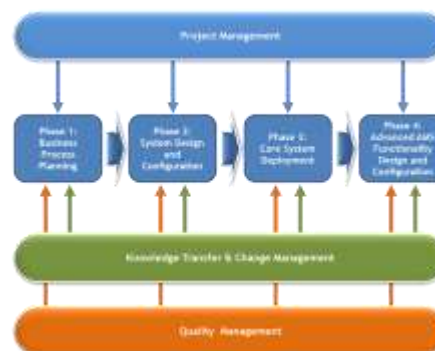 Project Management
Phase 1:
Business
Process
Planning
Phase 2:
System Design
and
Configuration
Phase 3:
Core System
Deployment
Phase 4:
Advanced AMI
Functionality
Design and
Configuration
Knowledge Transfer & Change Management
Quality Management